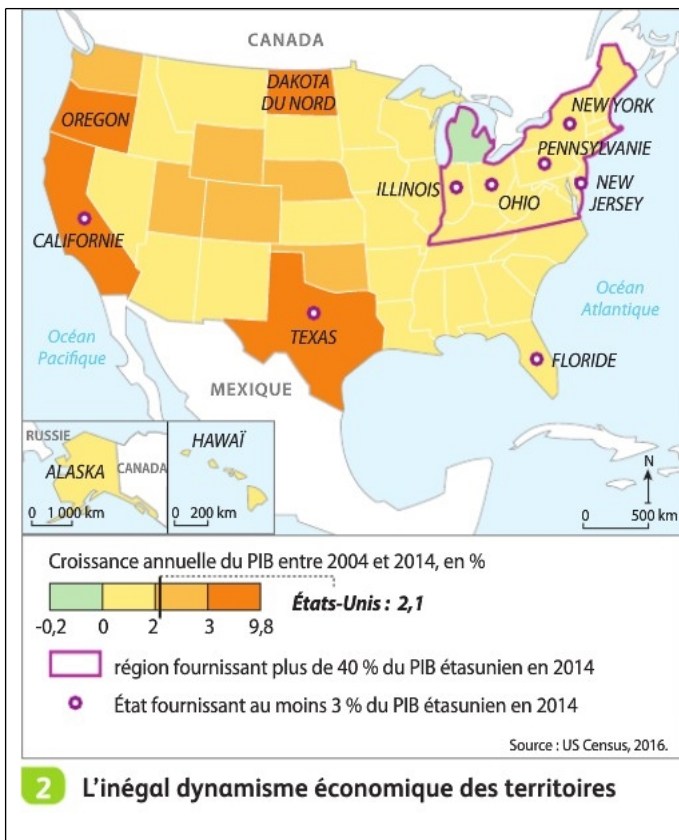 CANADA
DAKOTA
DU NORD
OREGON
NEW YORK
PENNSYLVANIE
ILLINOIS
OHIO
NEW
JERSEY
CALIFORNIE
Océan
Atlantique
Océan
Pacifique
TEXAS
FLORIDE
MEXIQUE
RUSSIE
ALASKA
CANADA
0 1 000 km
HAWAÏ
0 200 km
N
0 500 km
Croissance annuelle du PIB entre 2004 et 2014, en %
États-Unis : 2,1
-0,2 0 2 3 9,8
région fournissant plus de 40 % du PIB étasunien en 2014
État fournissant au moins 3 % du PIB étasunien en 2014
Source : US Census, 2016.
2 L'inégal dynamisme économique des territoires